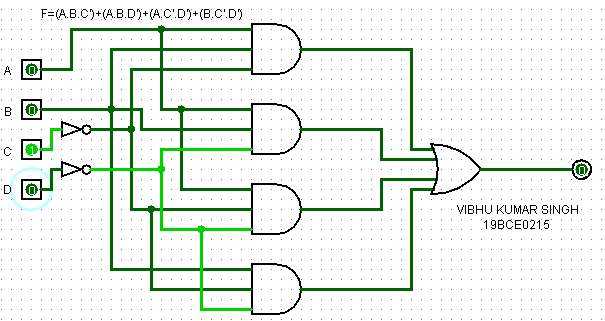 F=(A.B.C')+(A.B.D')+(A.C'.D')+(B.C'.D')
A 0
B 0
C 1
D 0
0
VIBHU KUMAR SINGH
19BCE0215